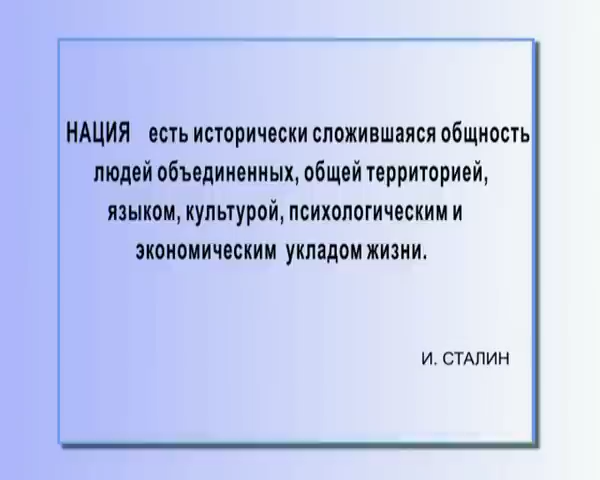 НАЦИЯ есть исторически сложившаяся общность
людей объединенных, общей территорией,
языком, культурой, психологическим и
экономическим укладом жизни.
И. СТАЛИН